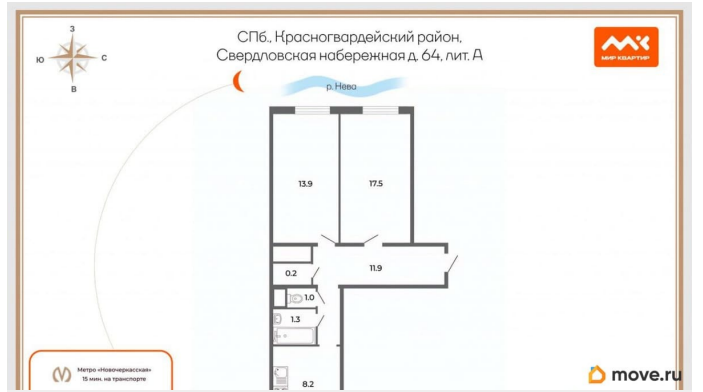 З
Ю
С
В
СПб., Красногвардейский район,
Свердловская набережная д. 64, лит. А
МИР КВАРТИР
р. Нева
13.9
17.5
0.2
11.9
1.0
1.3
8.2
Метро «Новочеркасская»
15 мин. на транспорте
move.ru